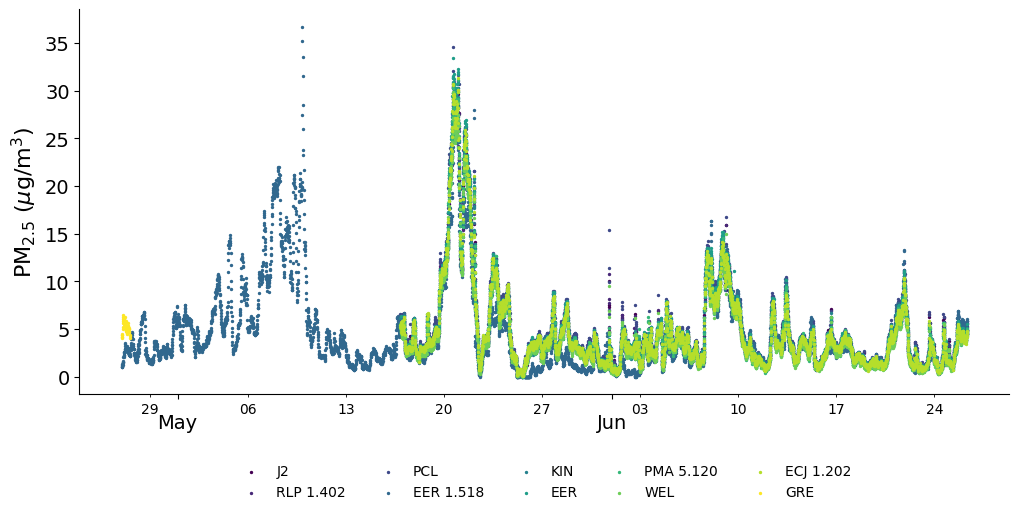 PM2.5 (μg/m3)
35
30
25
20
15
10
5
0
29 06 13 20 27 03 10 17 24
May Jun
J2 PCL KIN PMA 5.120 ECJ 1.202
RLP 1.402 EER 1.518 EER WEL GRE